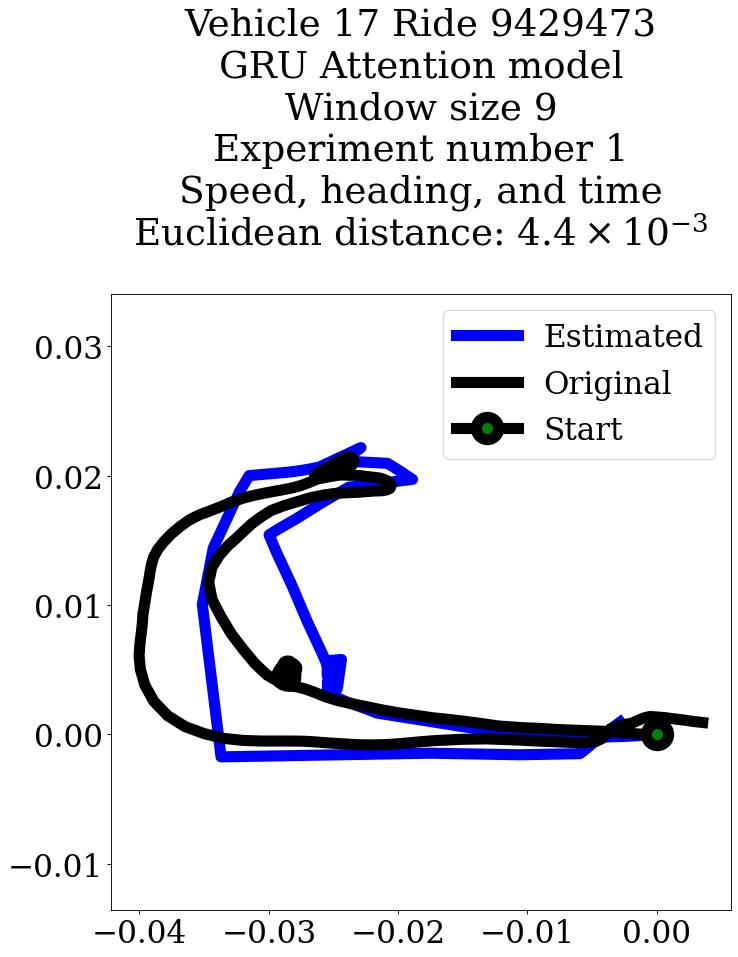 Vehicle 17 Ride 9429473
GRU Attention model
Window size 9
Experiment number 1
Speed, heading, and time
Euclidean distance: 4.4 × 10⁻³
Estimated
Original
Start
0.03
0.02
0.01
0.00
−0.01
−0.04 −0.03 −0.02 −0.01 0.00